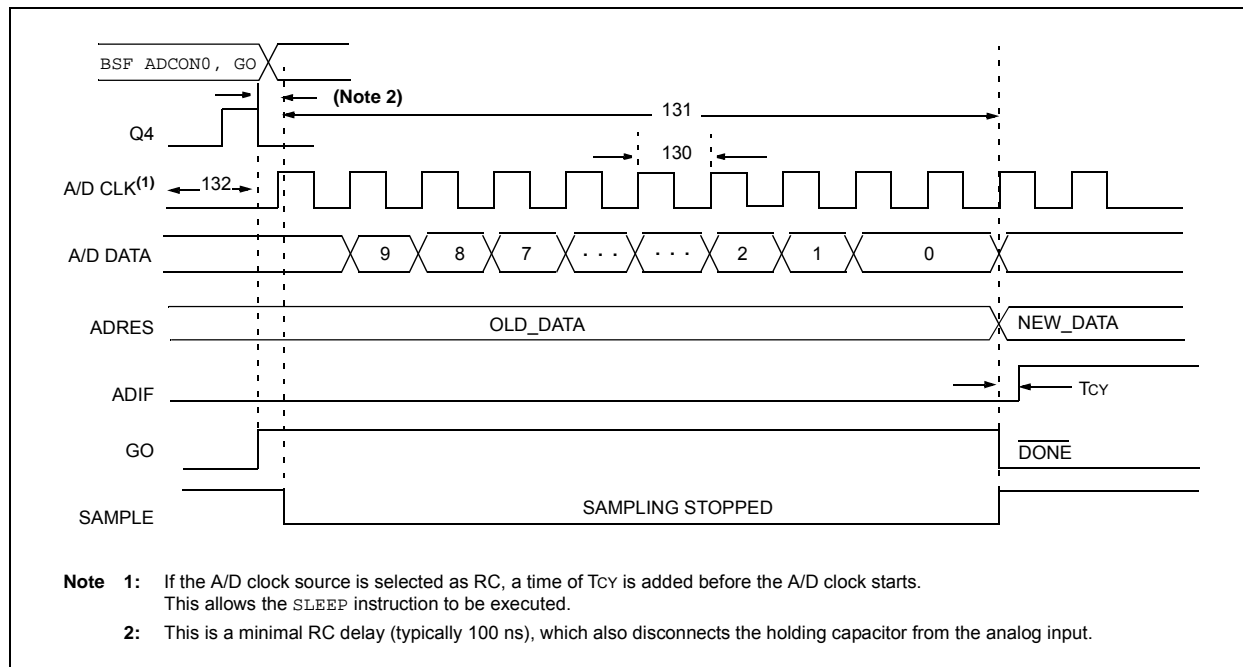 BSF ADCON0, GO
(Note 2)
131
Q4
130
A/D CLK(1)
132
A/D DATA
9 8 7 . . . . . . 2 1 0
ADRES
OLD_DATA
NEW_DATA
ADIF
TCY
GO
DONE
SAMPLE
SAMPLING STOPPED
Note 1: If the A/D clock source is selected as RC, a time of TCY is added before the A/D clock starts.
This allows the SLEEP instruction to be executed.
2: This is a minimal RC delay (typically 100 ns), which also disconnects the holding capacitor from the analog input.